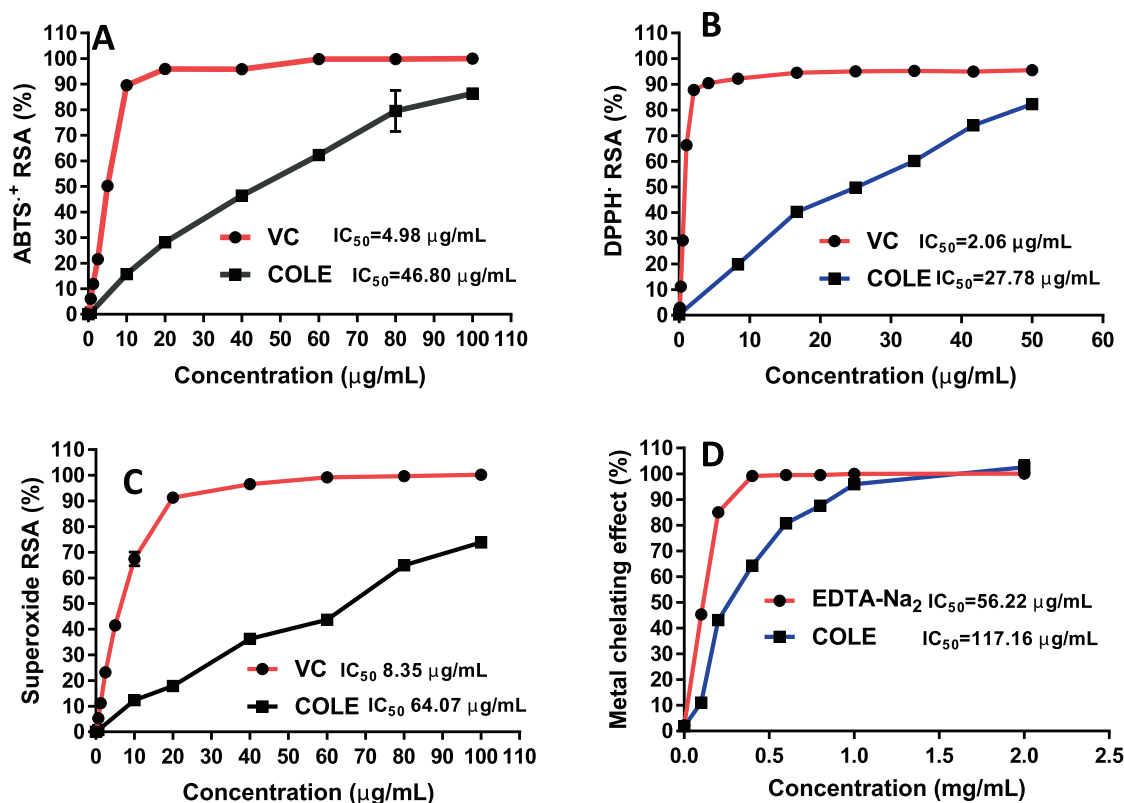 A
ABTS·+ RSA (%)
110
100
90
80
70
60
50
40
30
20
10
0
VC IC50=4.98 μg/mL
COLE IC50=46.80 μg/mL
0 10 20 30 40 50 60 70 80 90 100 110
Concentration (μg/mL)
B
DPPH· RSA (%)
110
100
90
80
70
60
50
40
30
20
10
0
VC IC50=2.06 μg/mL
COLE IC50=27.78 μg/mL
0 10 20 30 40 50 60
Concentration (μg/mL)
C
Superoxide RSA (%)
110
100
90
80
70
60
50
40
30
20
10
0
VC IC50 8.35 μg/mL
COLE IC50 64.07 μg/mL
0 10 20 30 40 50 60 70 80 90 100 110
Concentration (μg/mL)
D
Metal chelating effect (%)
110
100
90
80
70
60
50
40
30
20
10
0
EDTA-Na2 IC50=56.22 μg/mL
COLE IC50=117.16 μg/mL
0.0 0.5 1.0 1.5 2.0 2.5
Concentration (mg/mL)